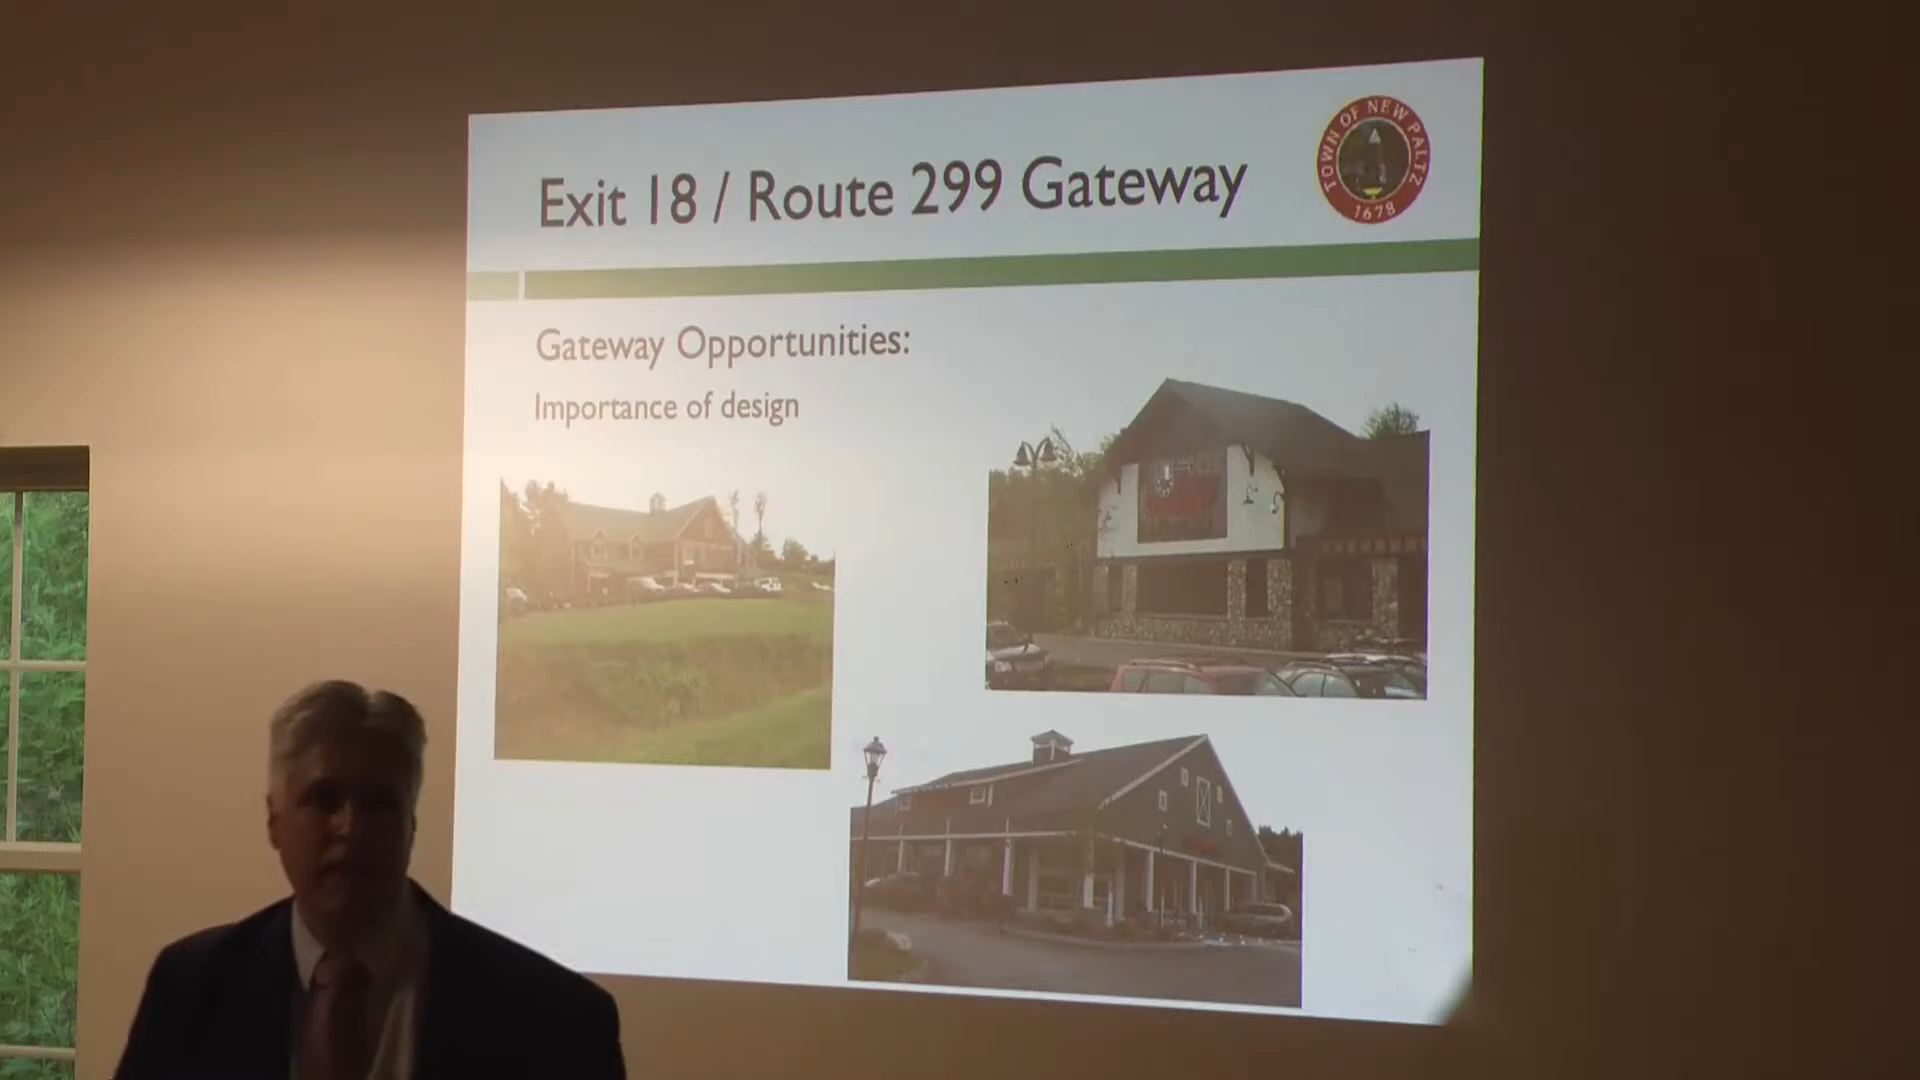 Exit 18 / Route 299 Gateway
TOWN OF NEW PALTZ
1678
Gateway Opportunities:
Importance of design